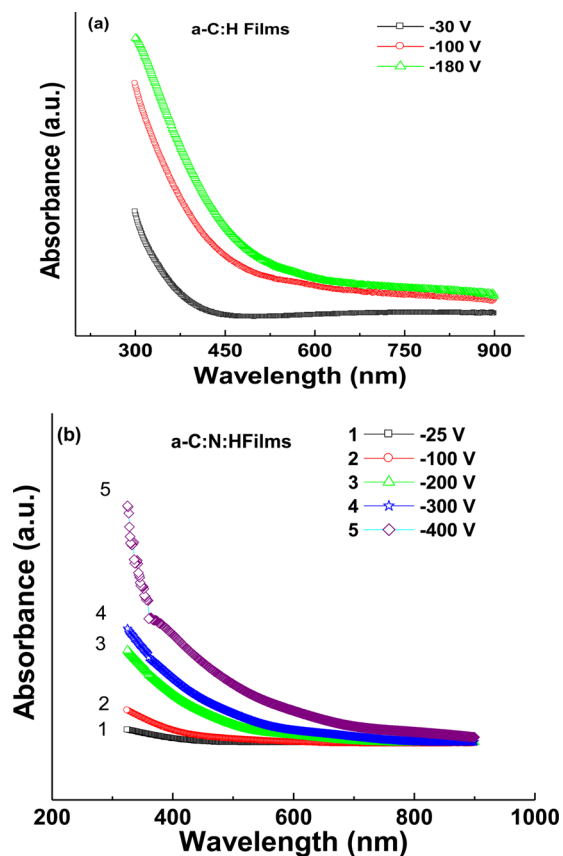 (a)
a-C:H Films
-30 V
-100 V
-180 V
Absorbance (a.u.)
300 450 600 750 900
Wavelength (nm)
(b)
a-C:N:HFilms
1 -25 V
2 -100 V
3 -200 V
4 -300 V
5 -400 V
5
4
3
2
1
Absorbance (a.u.)
200 400 600 800 1000
Wavelength (nm)